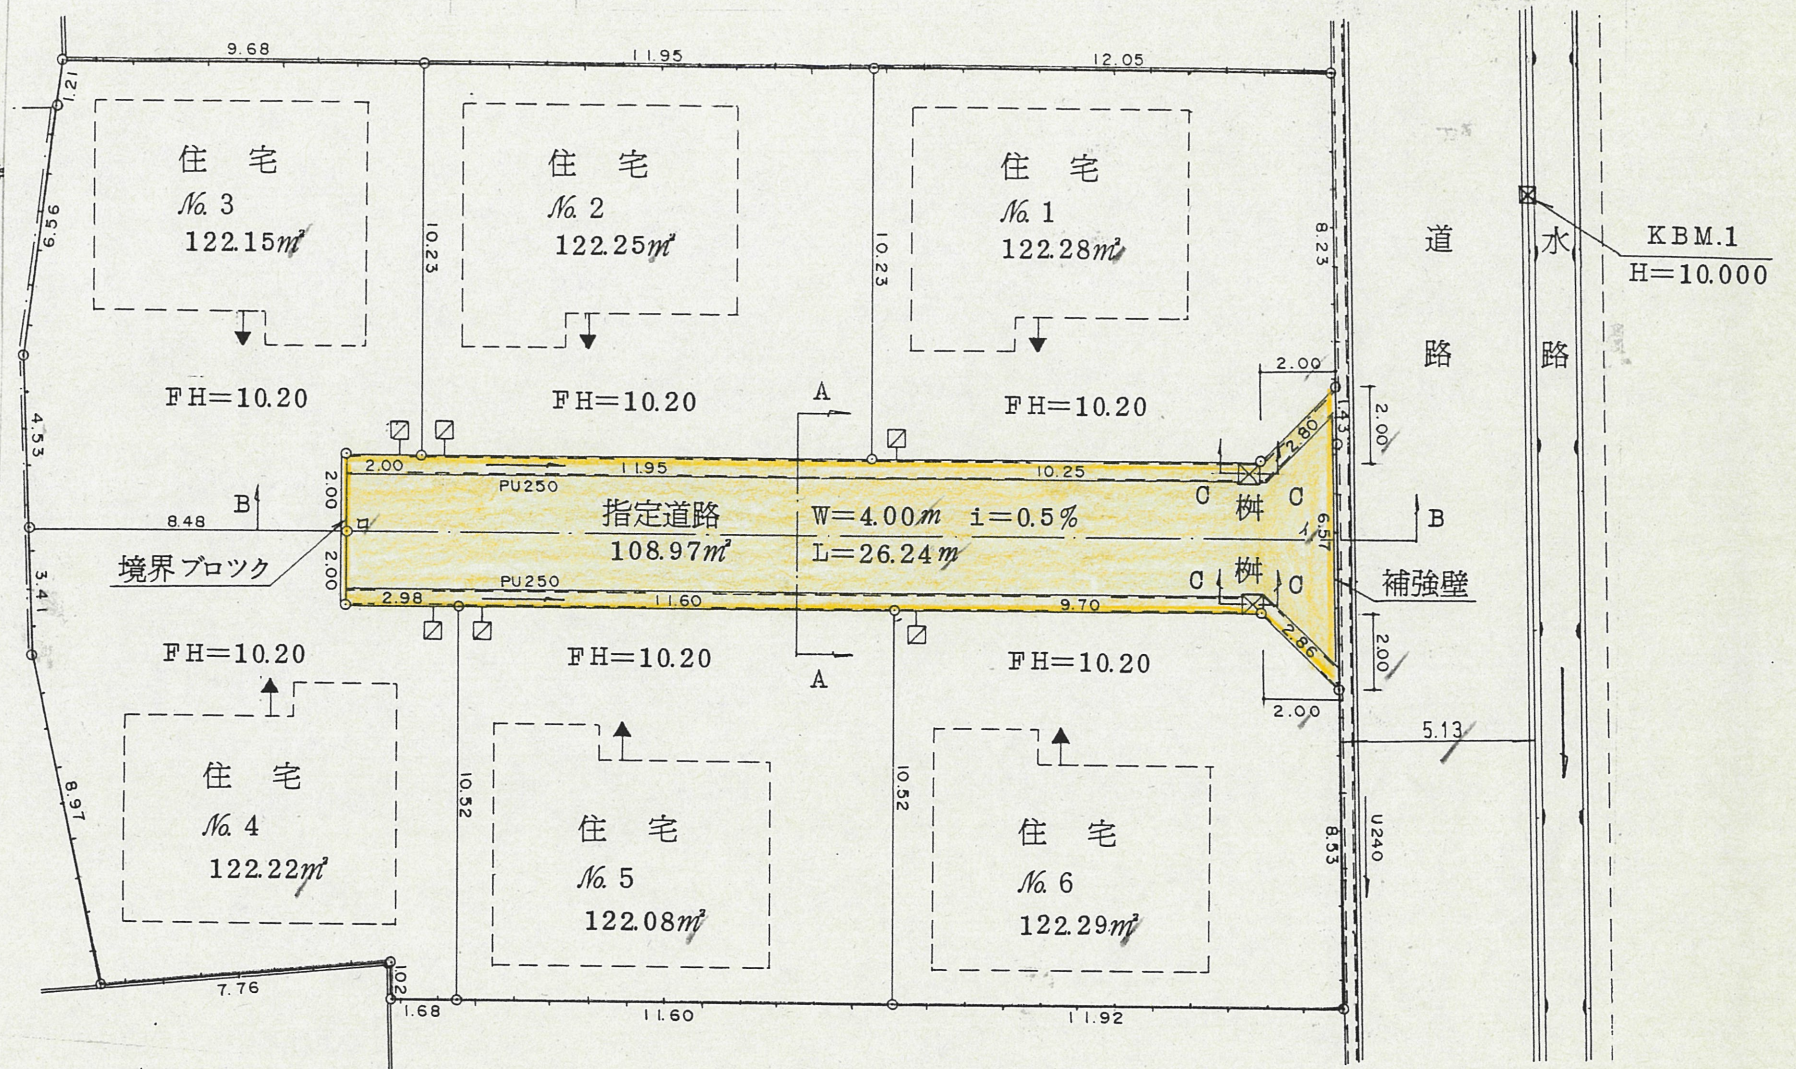 9.68
11.95
12.05
1.21
6.56
4.53
3.41
8.97
住 宅
No. 3
122.15㎡
住 宅
No. 2
122.25㎡
住 宅
No. 1
122.28㎡
10.23
10.23
8.23
道路
水路
KBM.1
H=10.000
FH=10.20
FH=10.20
FH=10.20
A
2.00
2.00
1.43
2.80
2.00
11.95
10.25
PU250
2.00
B
8.48
ロ
指定道路
108.97㎡
W=4.00m i=0.5%
L=26.24m
C
桝
C
イ
6.57
B
境界ブロツク
2.00
PU250
2.98
11.60
9.70
C
桝
C
補強壁
2.86
2.00
2.00
A
FH=10.20
FH=10.20
FH=10.20
5.13
住 宅
No. 4
122.22㎡
住 宅
No. 5
122.08㎡
住 宅
No. 6
122.29㎡
10.52
10.52
8.53
U240
7.76
1.02
1.68
11.60
11.92